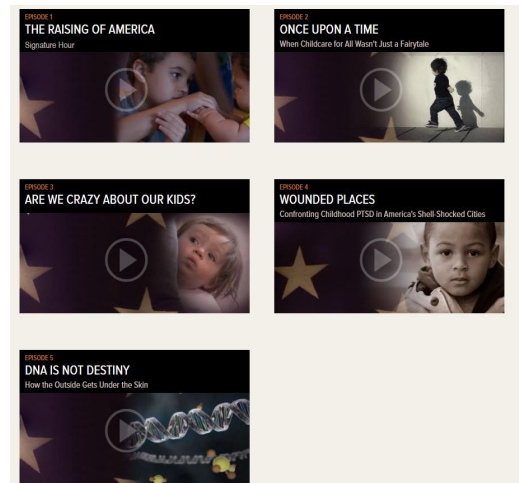 EPISODE 1
THE RAISING OF AMERICA
Signature Hour
EPISODE 2
ONCE UPON A TIME
When Childcare for All Wasn't Just a Fairytale
EPISODE 3
ARE WE CRAZY ABOUT OUR KIDS?
EPISODE 4
WOUNDED PLACES
Confronting Childhood PTSD in America's Shell-Shocked Cities
EPISODE 5
DNA IS NOT DESTINY
How the Outside Gets Under the Skin